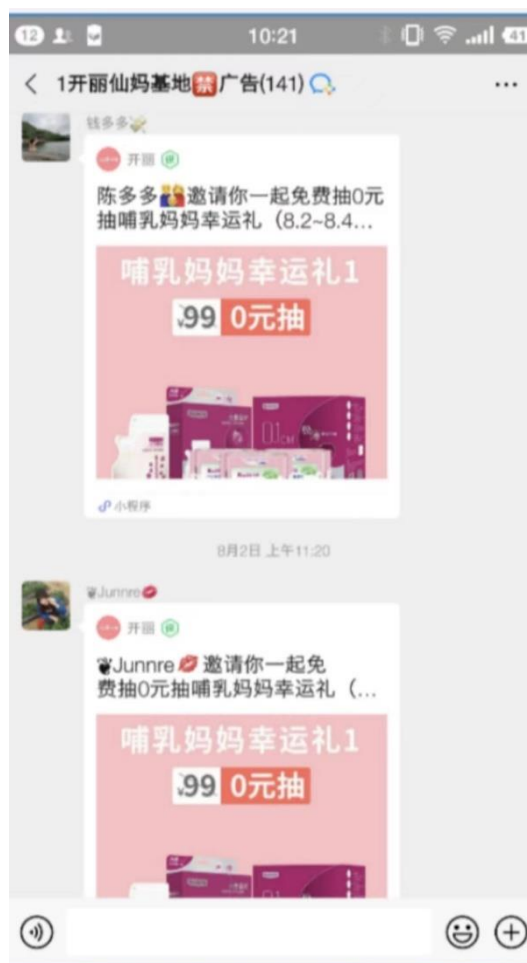 12
10:21
41
1开丽仙妈基地🈲广告(141)
钱多多
开丽
陈多多邀请你一起免费抽0元
抽哺乳妈妈幸运礼（8.2~8.4...
哺乳妈妈幸运礼1
¥99 0元抽
0.1CM
小程序
8月2日 上午11:20
❦Junnre💋
开丽
❦Junnre💋 邀请你一起免
费抽0元抽哺乳妈妈幸运礼（...
哺乳妈妈幸运礼1
¥99 0元抽